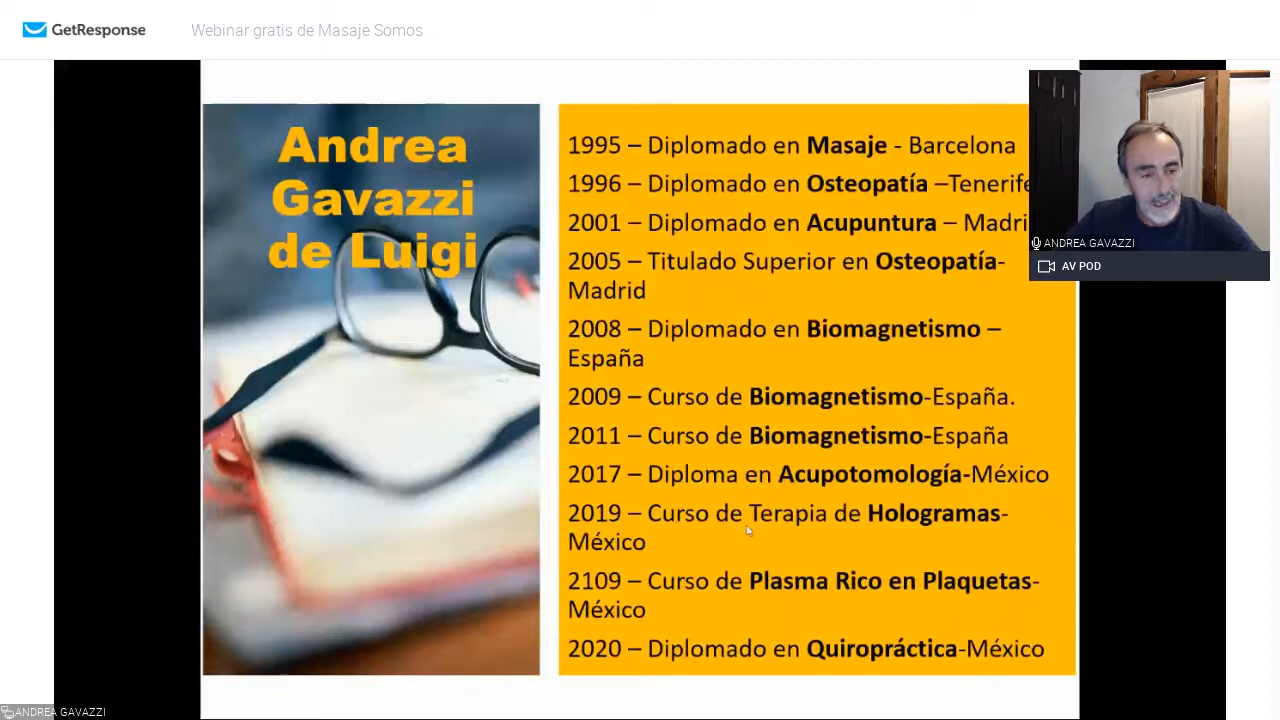 GetResponse
Webinar gratis de Masaje Somos
Andrea
Gavazzi
de Luigi
1995 – Diplomado en Masaje - Barcelona
1996 – Diplomado en Osteopatía –Tenerife
2001 – Diplomado en Acupuntura – Madri
2005 – Titulado Superior en Osteopatía-
Madrid
2008 – Diplomado en Biomagnetismo –
España
2009 – Curso de Biomagnetismo-España.
2011 – Curso de Biomagnetismo-España
2017 – Diploma en Acupotomología-México
2019 – Curso de Terapia de Hologramas-
México
2109 – Curso de Plasma Rico en Plaquetas-
México
2020 – Diplomado en Quiropráctica-México
ANDREA GAVAZZI
AV POD
ANDREA GAVAZZI